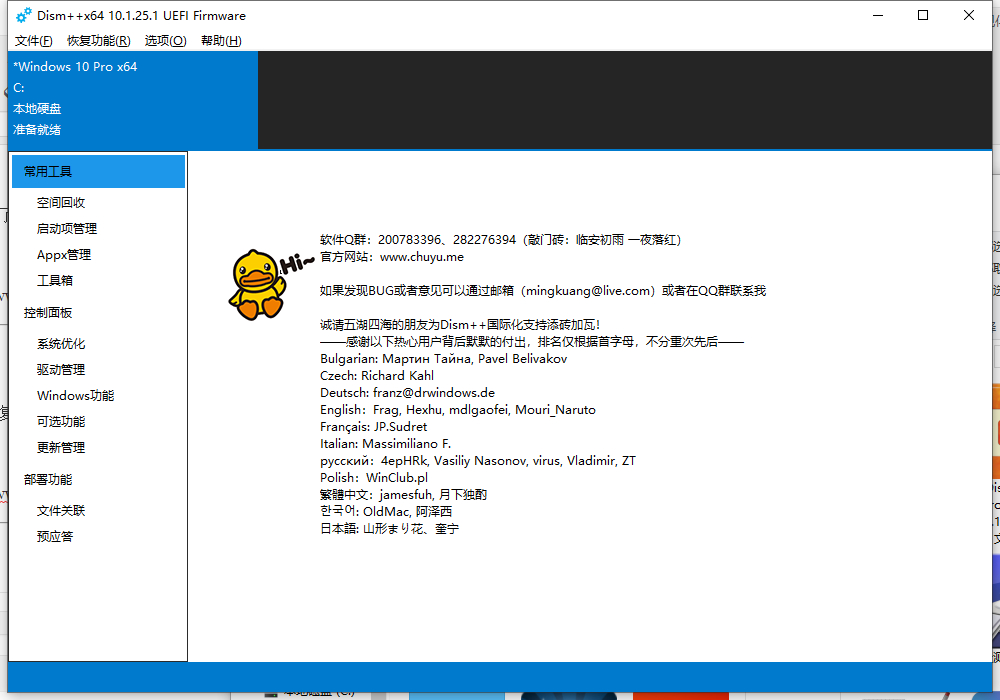 Dism++x64 10.1.25.1 UEFI Firmware
文件(F) 恢复功能(R) 选项(O) 帮助(H)
*Windows 10 Pro x64
C:
本地硬盘
准备就绪
常用工具
空间回收
启动项管理
Appx管理
工具箱
控制面板
系统优化
驱动管理
Windows功能
可选功能
更新管理
部署功能
文件关联
预应答
Hi~
软件Q群：200783396、282276394（敲门砖：临安初雨 一夜落红）
官方网站：www.chuyu.me
如果发现BUG或者意见可以通过邮箱（mingkuang@live.com）或者在QQ群联系我
诚请五湖四海的朋友为Dism++国际化支持添砖加瓦！
——感谢以下热心用户背后默默的付出，排名仅根据首字母，不分重次先后——
Bulgarian: Мартин Тайна, Pavel Belivakov
Czech: Richard Kahl
Deutsch: franz@drwindows.de
English：Frag, Hexhu, mdlgaofei, Mouri_Naruto
Français: JP.Sudret
Italian: Massimiliano F.
русский：4epHRk, Vasiliy Nasonov, virus, Vladimir, ZT
Polish：WinClub.pl
繁體中文：jamesfuh, 月下独酌
한국어: OldMac, 阿泽西
日本語: 山形まり花、奎宁
本地磁盘 (C:)